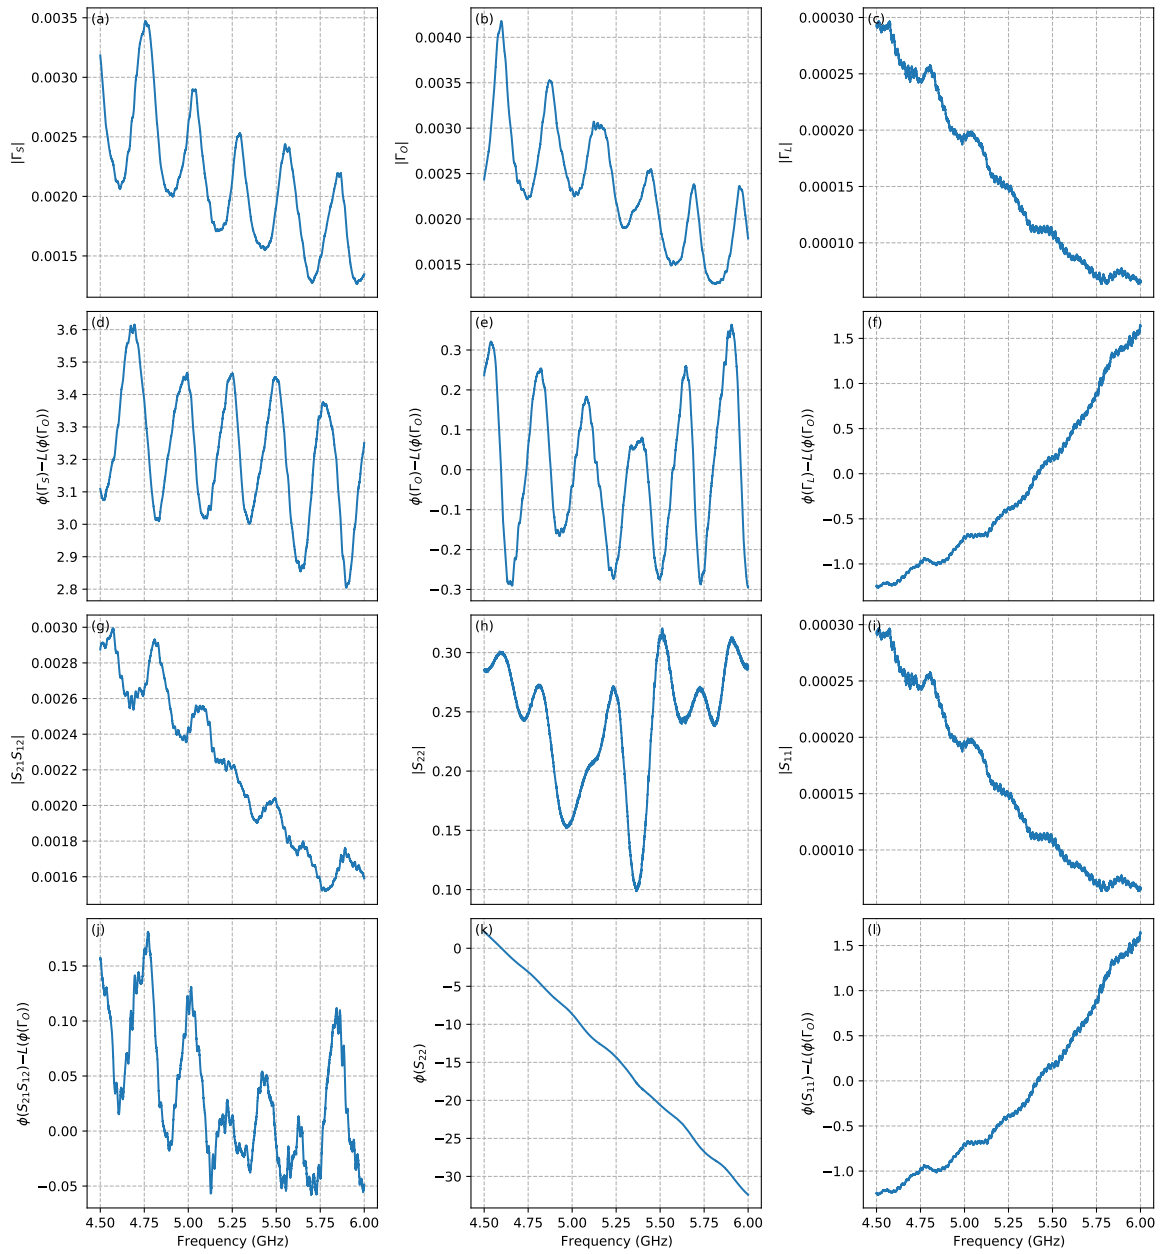 (a)
0.0035
0.0030
0.0025
0.0020
0.0015
|Γ_S|
(b)
0.0040
0.0035
0.0030
0.0025
0.0020
0.0015
|Γ_O|
(c)
0.00030
0.00025
0.00020
0.00015
0.00010
|Γ_L|
(d)
3.6
3.5
3.4
3.3
3.2
3.1
3.0
2.9
2.8
ϕ(Γ_S)−L(ϕ(Γ_O))
(e)
0.3
0.2
0.1
0.0
−0.1
−0.2
−0.3
ϕ(Γ_O)−L(ϕ(Γ_O))
(f)
1.5
1.0
0.5
0.0
−0.5
−1.0
ϕ(Γ_L)−L(ϕ(Γ_O))
(g)
0.0030
0.0028
0.0026
0.0024
0.0022
0.0020
0.0018
0.0016
|S_21S_12|
(h)
0.30
0.25
0.20
0.15
0.10
|S_22|
(i)
0.00030
0.00025
0.00020
0.00015
0.00010
|S_11|
(j)
0.15
0.10
0.05
0.00
−0.05
ϕ(S_21S_12)−L(ϕ(Γ_O))
4.50 4.75 5.00 5.25 5.50 5.75 6.00
Frequency (GHz)
(k)
0
−5
−10
−15
−20
−25
−30
ϕ(S_22)
4.50 4.75 5.00 5.25 5.50 5.75 6.00
Frequency (GHz)
(l)
1.5
1.0
0.5
0.0
−0.5
−1.0
ϕ(S_11)−L(ϕ(Γ_O))
4.50 4.75 5.00 5.25 5.50 5.75 6.00
Frequency (GHz)